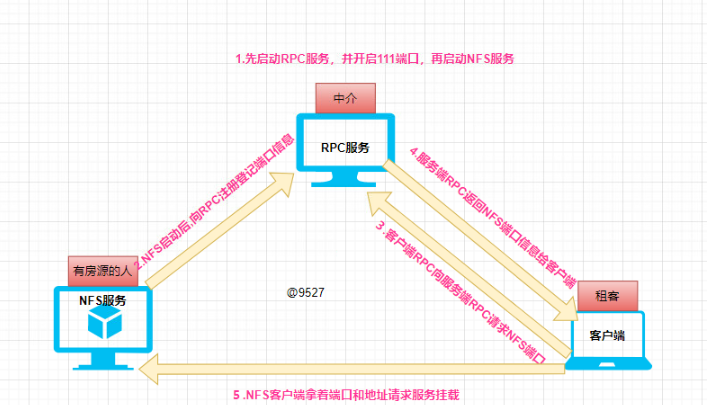 1.先启动RPC服务，并开启111端口，再启动NFS服务
中介
RPC服务
2.NFS启动后,向RPC注册登记端口信息
4.服务端RPC返回NFS端口信息给客户端
3 .客户端RPC向服务端RPC请求NFS端口
有房源的人
NFS服务
@9527
租客
客户端
5 .NFS客户端拿首端口和地址请求服务挂载